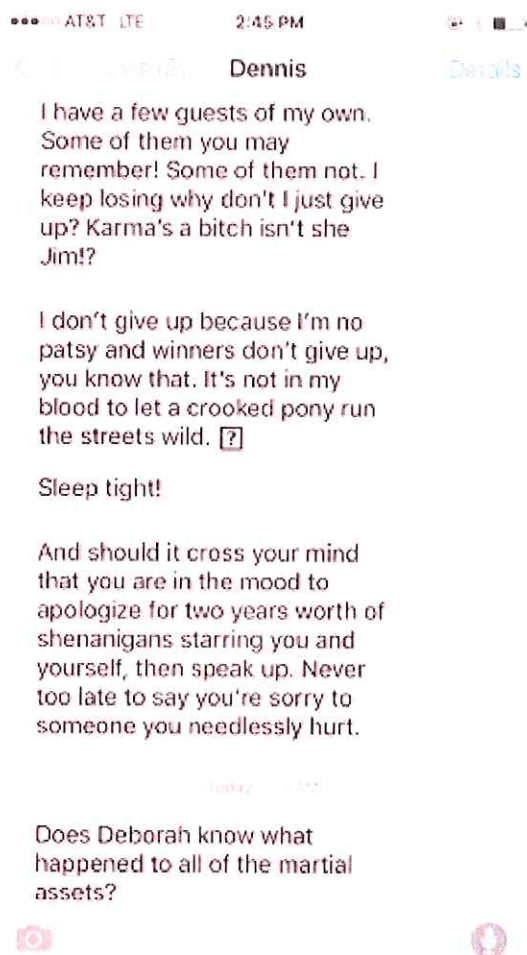 AT&T LTE 2:45 PM
Dennis Details
I have a few guests of my own.
Some of them you may
remember! Some of them not. I
keep losing why don't I just give
up? Karma's a bitch isn't she
Jim!?
I don't give up because I'm no
patsy and winners don't give up,
you know that. It's not in my
blood to let a crooked pony run
the streets wild. [?]
Sleep tight!
And should it cross your mind
that you are in the mood to
apologize for two years worth of
shenanigans starring you and
yourself, then speak up. Never
too late to say you're sorry to
someone you needlessly hurt.
Today AM
Does Deborah know what
happened to all of the martial
assets?